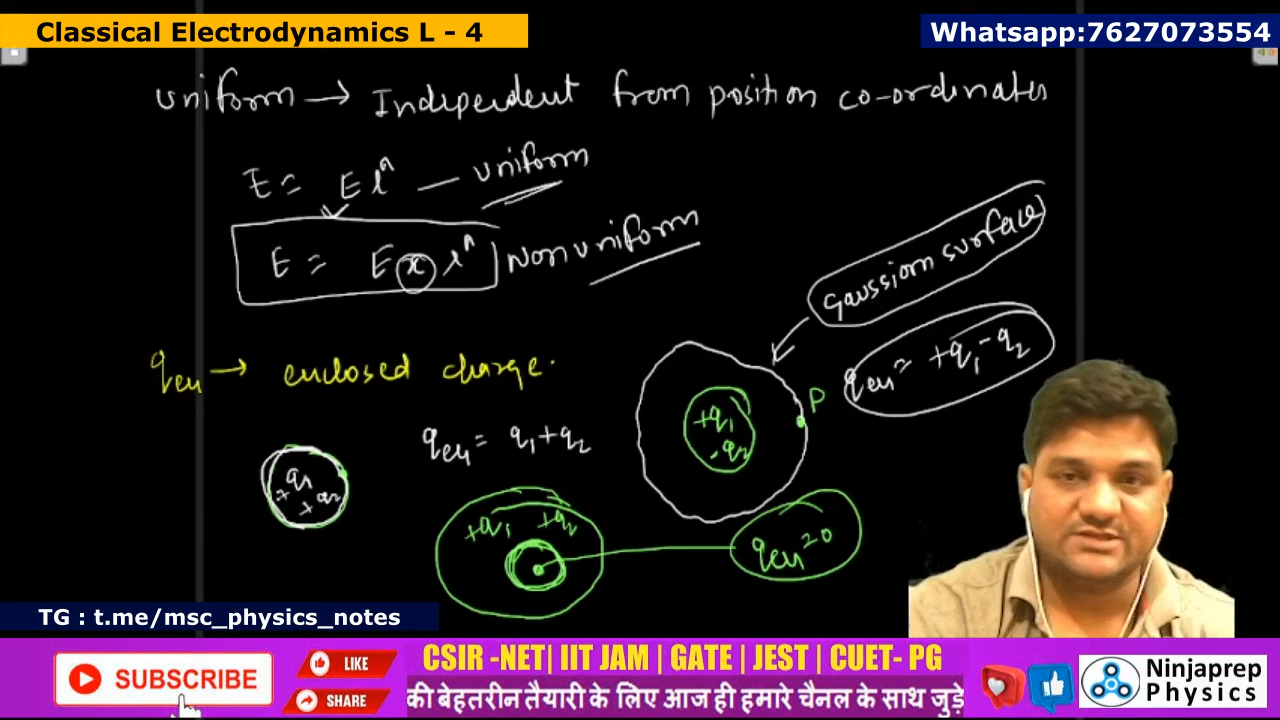 Classical Electrodynamics L - 4
Whatsapp:7627073554
uniform → Independent from position co-ordinates
E = E î — uniform
E = E x î Nonuniform
Gaussian surface
qen → enclosed charge.
qen = +q1 - q2
+q1
-q2
P
qen = q1 + q2
q1
+ + q2
+q1 +q2
qen = 0
TG : t.me/msc_physics_notes
SUBSCRIBE
LIKE
SHARE
CSIR -NET| IIT JAM | GATE | JEST | CUET- PG
की बेहतरीन तैयारी के लिए आज ही हमारे चैनल के साथ जुड़े
Ninjaprep
Physics